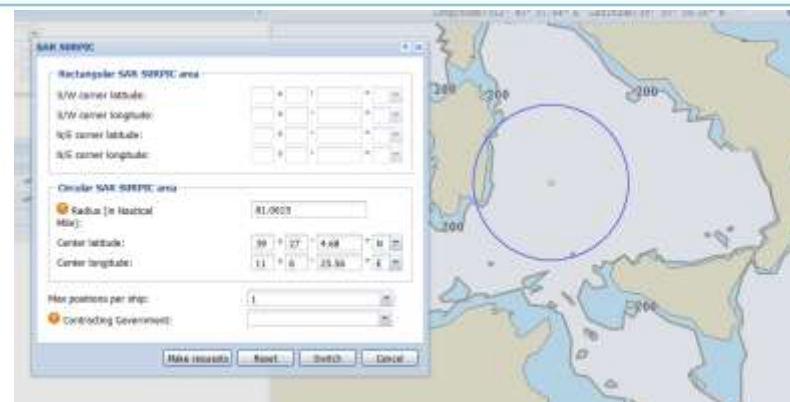 SAR SURPIC
Rectangular SAR SURPIC area
S/W corner latitude: ° ' "
S/W corner longitude: ° ' "
N/E corner latitude: ° ' "
N/E corner longitude: ° ' "
Circular SAR SURPIC area
Radius (in Nautical
Mile): 81.0615
Center latitude: 39 ° 27 ' 4.68 " N
Center longitude: 11 ° 6 ' 25.56 " E
Max positions per ship: 1
Contracting Government:
Make requests Reset Switch Cancel
200
200
200
200
200